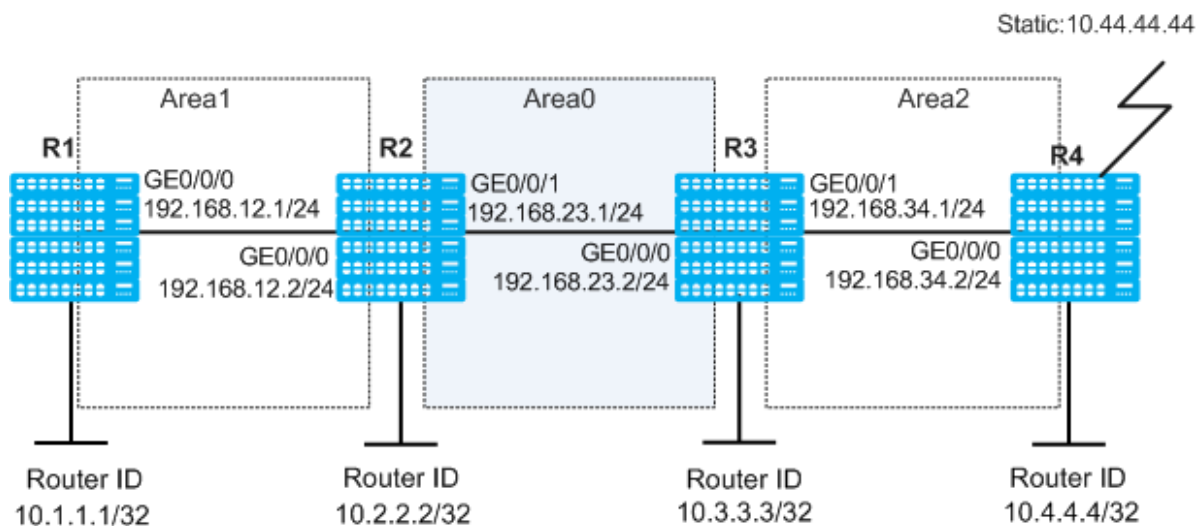 Static:10.44.44.44
Area1
Area0
Area2
R1
R2
R3
R4
GE0/0/0
192.168.12.1/24
GE0/0/0
192.168.12.2/24
GE0/0/1
192.168.23.1/24
GE0/0/0
192.168.23.2/24
GE0/0/1
192.168.34.1/24
GE0/0/0
192.168.34.2/24
Router ID
10.1.1.1/32
Router ID
10.2.2.2/32
Router ID
10.3.3.3/32
Router ID
10.4.4.4/32